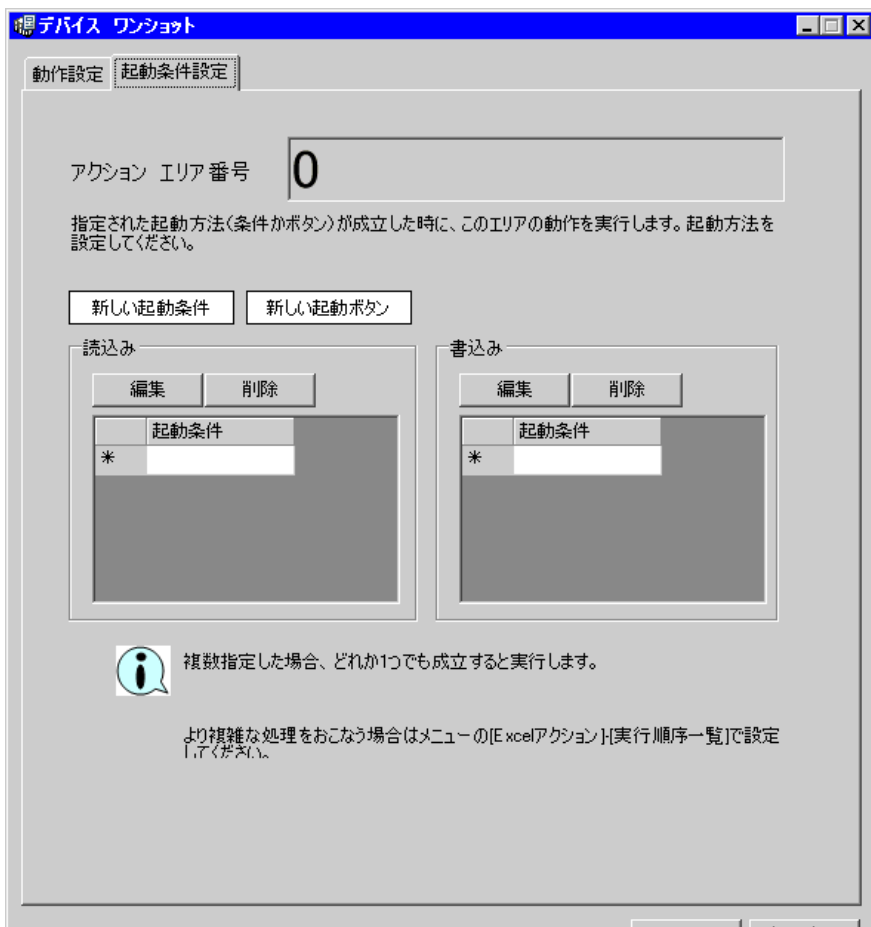 デバイス ワンショット
動作設定 起動条件設定
アクション エリア番号 0
指定された起動方法(条件かボタン)が成立した時に、このエリアの動作を実行します。起動方法を
設定してください。
新しい起動条件 新しい起動ボタン
読込み 書込み
編集 削除 編集 削除
起動条件 起動条件
* *
複数指定した場合、どれか1つでも成立すると実行します。
より複雑な処理をおこなう場合はメニューの[Excelアクション]-[実行順序一覧]で設定
してください。